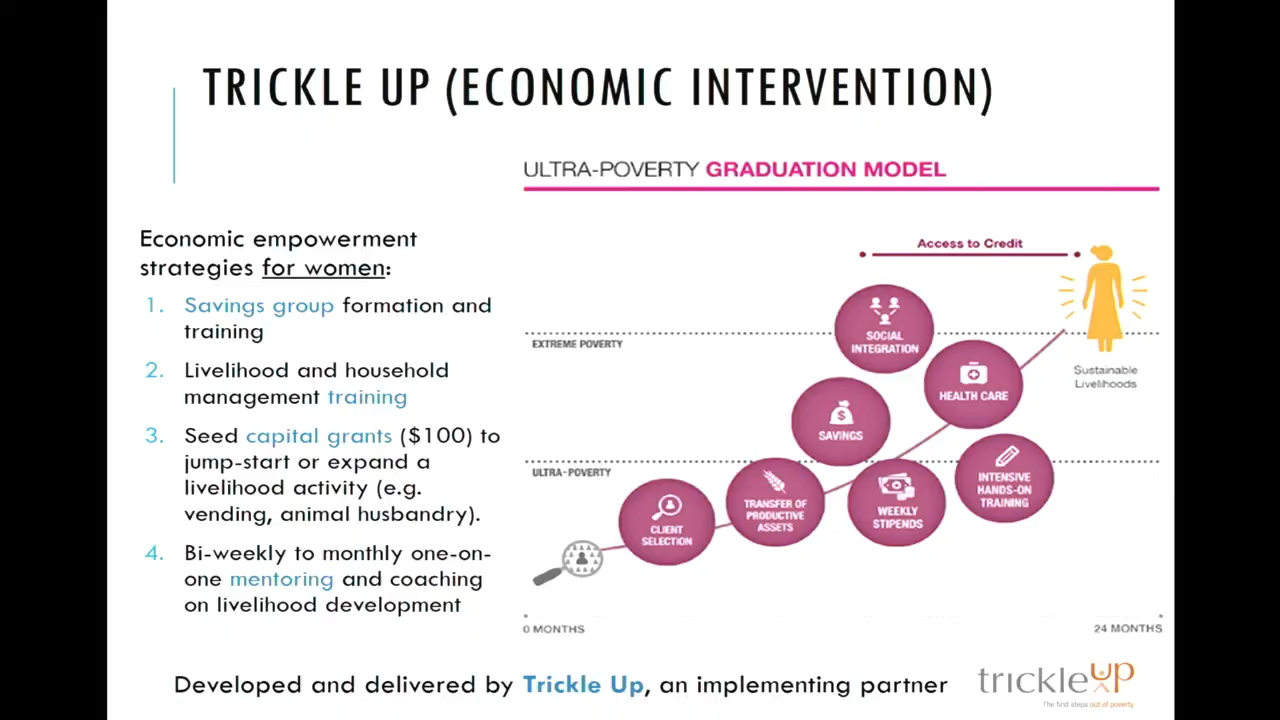 TRICKLE UP (ECONOMIC INTERVENTION)
ULTRA-POVERTY GRADUATION MODEL
Economic empowerment
strategies for women:
1. Savings group formation and
training
2. Livelihood and household
management training
3. Seed capital grants ($100) to
jump-start or expand a
livelihood activity (e.g.
vending, animal husbandry).
4. Bi-weekly to monthly one-on-
one mentoring and coaching
on livelihood development
Access to Credit
EXTREME POVERTY
SOCIAL
INTEGRATION
HEALTH CARE
Sustainable
Livelihoods
$
SAVINGS
ULTRA-POVERTY
CLIENT
SELECTION
TRANSFER OF
PRODUCTIVE
ASSETS
WEEKLY
STIPENDS
INTENSIVE
HANDS-ON
TRAINING
0 MONTHS
24 MONTHS
Developed and delivered by Trickle Up, an implementing partner
trickleup
The first steps out of poverty